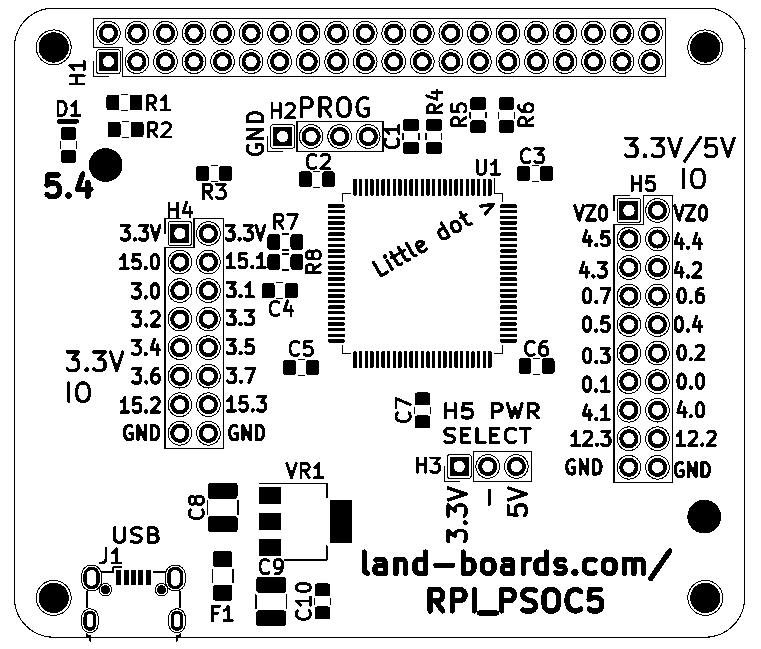 H1
D1
R1
R2
5.4
GND
H2
PROG
C1
R4
R5
R6
C2
R3
U1
C3
3.3V/5V
IO
H5
Little dot >
H4
3.3V 3.3V
15.0 15.1
3.0 3.1
3.2 3.3
3.4 3.5
3.6 3.7
15.2 15.3
GND GND
3.3V
IO
R7
R8
C4
C5
C6
VZ0 VZ0
4.5 4.4
4.3 4.2
0.7 0.6
0.5 0.4
0.3 0.2
0.1 0.0
4.1 4.0
12.3 12.2
GND GND
C7
H5 PWR
SELECT
H3
3.3V
–
5V
VR1
C8
USB
J1
F1
C9
C10
land-boards.com/
RPI_PSOC5